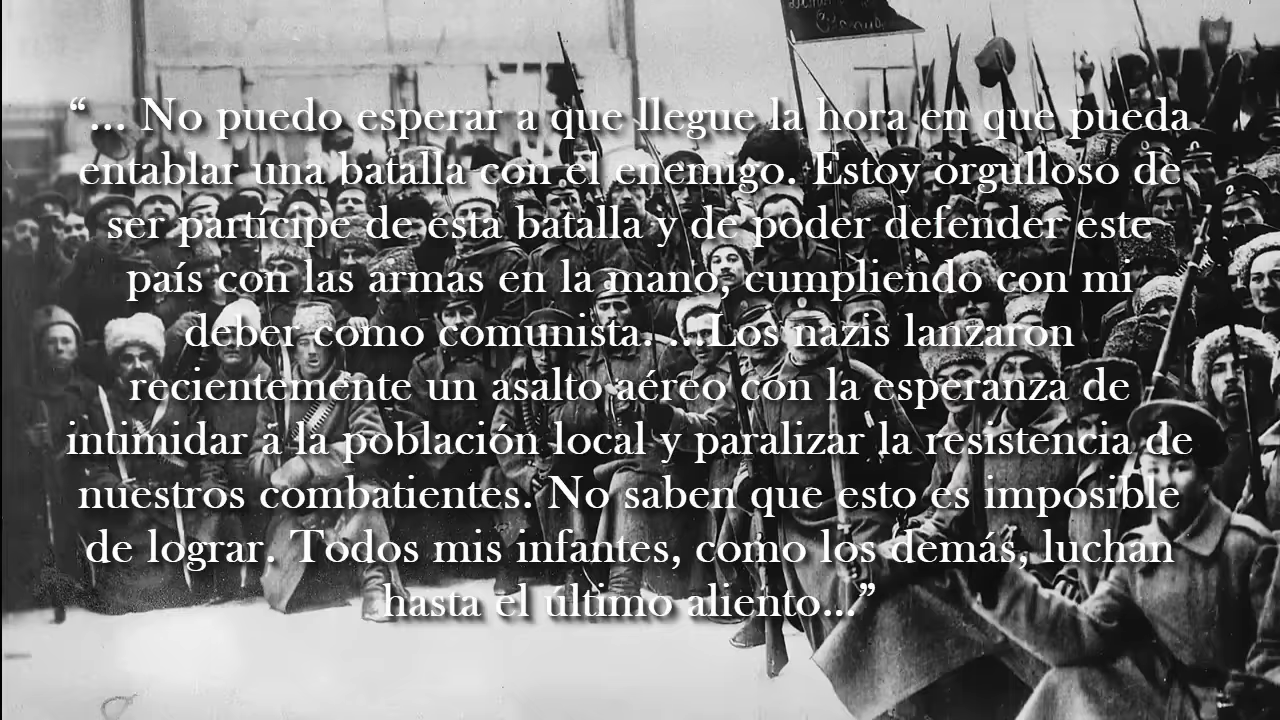 “... No puedo esperar a que llegue la hora en que pueda
entablar una batalla con el enemigo. Estoy orgulloso de
ser partícipe de esta batalla y de poder defender este
país con las armas en la mano, cumpliendo con mi
deber como comunista. ...Los nazis lanzaron
recientemente un asalto aéreo con la esperanza de
intimidar a la población local y paralizar la resistencia de
nuestros combatientes. No saben que esto es imposible
de lograr. Todos mis infantes, como los demás, luchan
hasta el último aliento...”